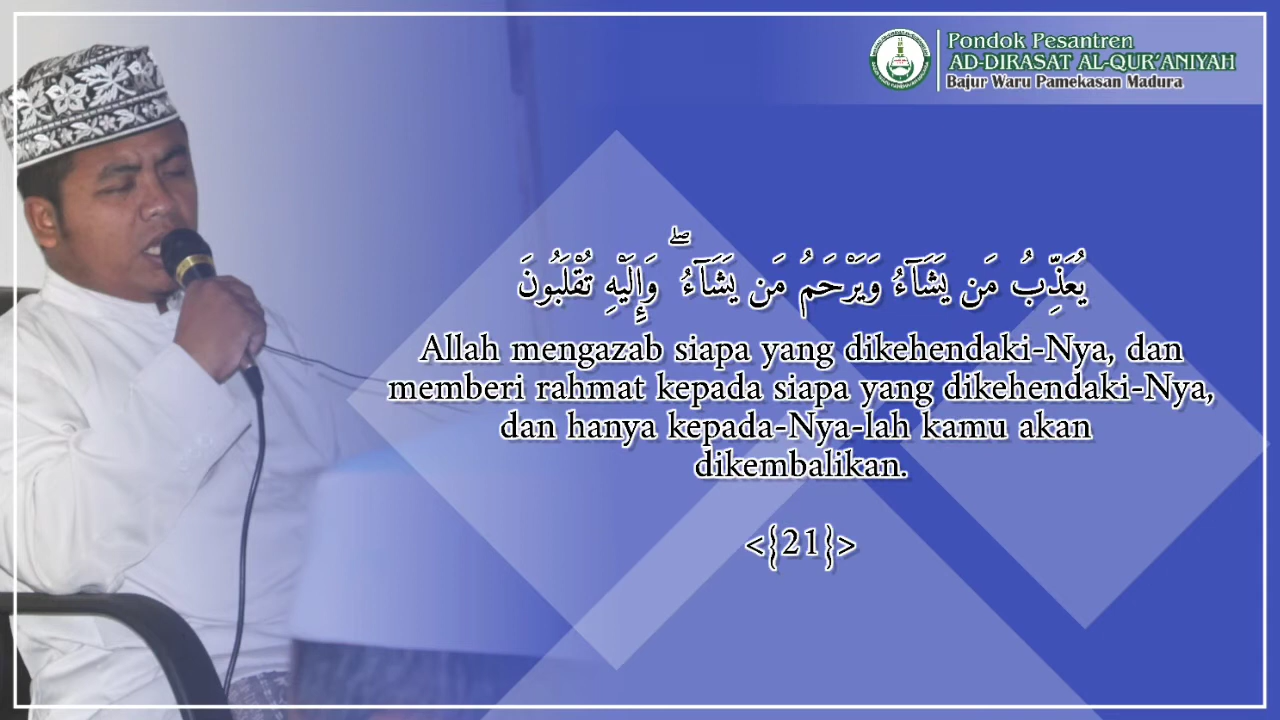 Pondok Pesantren
AD-DIRASAT AL-QUR'ANIYAH
Bajur Waru Pamekasan Madura
يُعَذِّبُ مَن يَشَآءُ وَيَرْحَمُ مَن يَشَآءُ ۖ وَإِلَيْهِ تُقْلَبُونَ
Allah mengazab siapa yang dikehendaki-Nya, dan
memberi rahmat kepada siapa yang dikehendaki-Nya,
dan hanya kepada-Nya-lah kamu akan
dikembalikan.
<{21}>